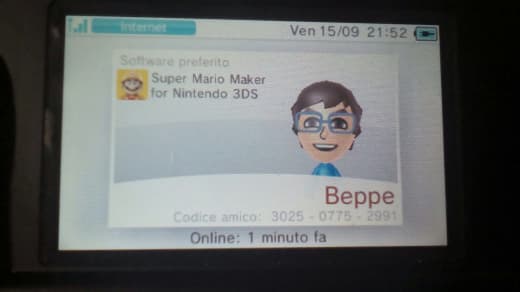 Internet Ven 15/09 21:52
Software preferito
Super Mario Maker
for Nintendo 3DS
Beppe
Codice amico: 3025 - 0775 - 2991
Online: 1 minuto fa